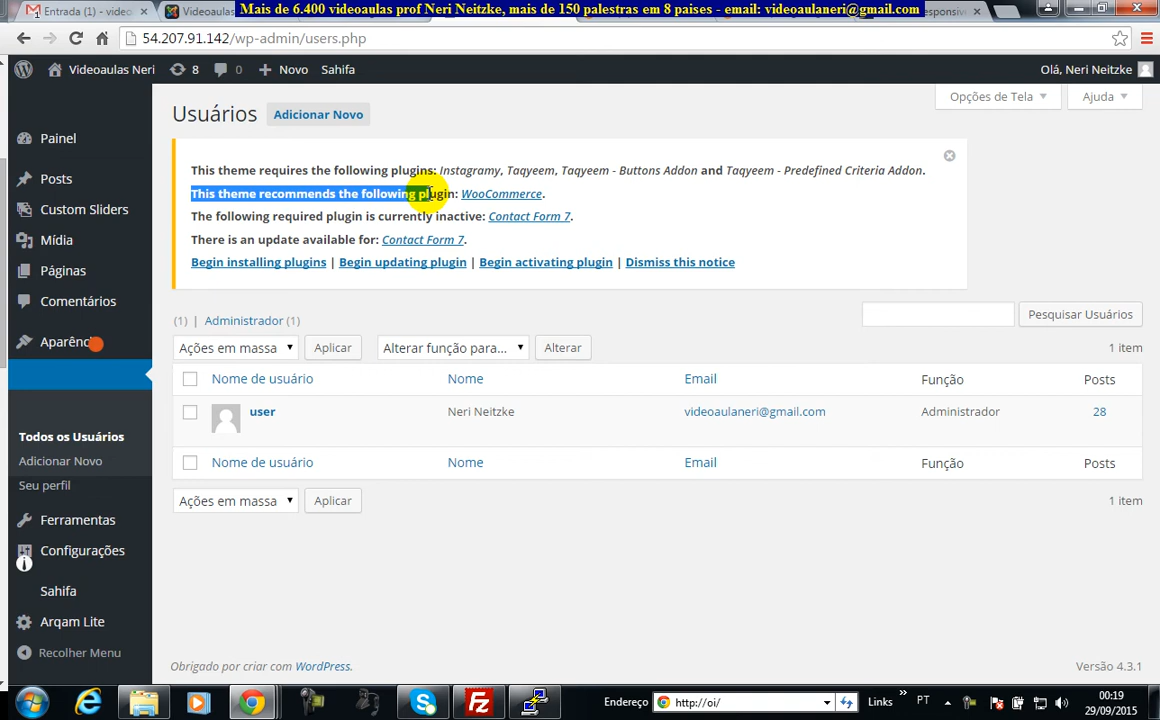 Mais de 6.400 videoaulas prof Neri Neitzke, mais de 150 palestras em 8 paises - email: videoaulaneri@gmail.com
Entrada (1) - video
Videoaulas
54.207.91.142/wp-admin/users.php
Videoaulas Neri
8
0
Novo
Sahifa
Olá, Neri Neitzke
Opções de Tela
Ajuda
Usuários
Adicionar Novo
This theme requires the following plugins: Instagramy, Taqyeem, Taqyeem - Buttons Addon and Taqyeem - Predefined Criteria Addon.
This theme recommends the following plugin: WooCommerce.
The following required plugin is currently inactive: Contact Form 7.
There is an update available for: Contact Form 7.
Begin installing plugins | Begin updating plugin | Begin activating plugin | Dismiss this notice
Painel
Posts
Custom Sliders
Mídia
Páginas
Comentários
Aparênc
Todos os Usuários
Adicionar Novo
Seu perfil
Ferramentas
Configurações
Sahifa
Arqam Lite
Recolher Menu
(1) | Administrador (1)
Pesquisar Usuários
Ações em massa
Aplicar
Alterar função para...
Alterar
1 item
Nome de usuário
Nome
Email
Função
Posts
user
Neri Neitzke
videoaulaneri@gmail.com
Administrador
28
Nome de usuário
Nome
Email
Função
Posts
Ações em massa
Aplicar
1 item
Obrigado por criar com WordPress.
Versão 4.3.1
Endereço
http://oi/
Links
PT
00:19
29/09/2015